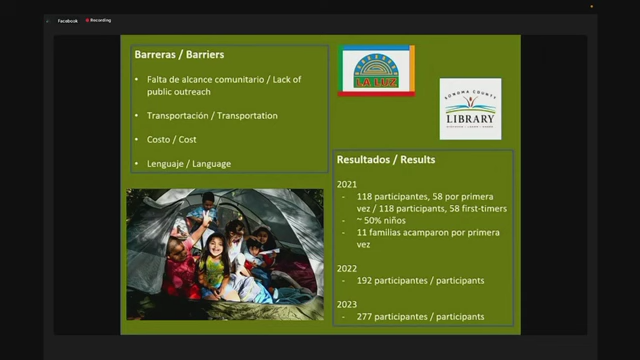 Facebook
Recording
Barreras / Barriers
• Falta de alcance comunitario / Lack of
public outreach
• Transportación / Transportation
• Costo / Cost
• Lenguaje / Language
LA LUZ
SONOMA COUNTY
LIBRARY
Resultados / Results
2021
- 118 participantes, 58 por primera
vez / 118 participants, 58 first-timers
- ~ 50% niños
- 11 familias acamparon por primera
vez
2022
- 192 participantes / participants
2023
- 277 participantes / participants